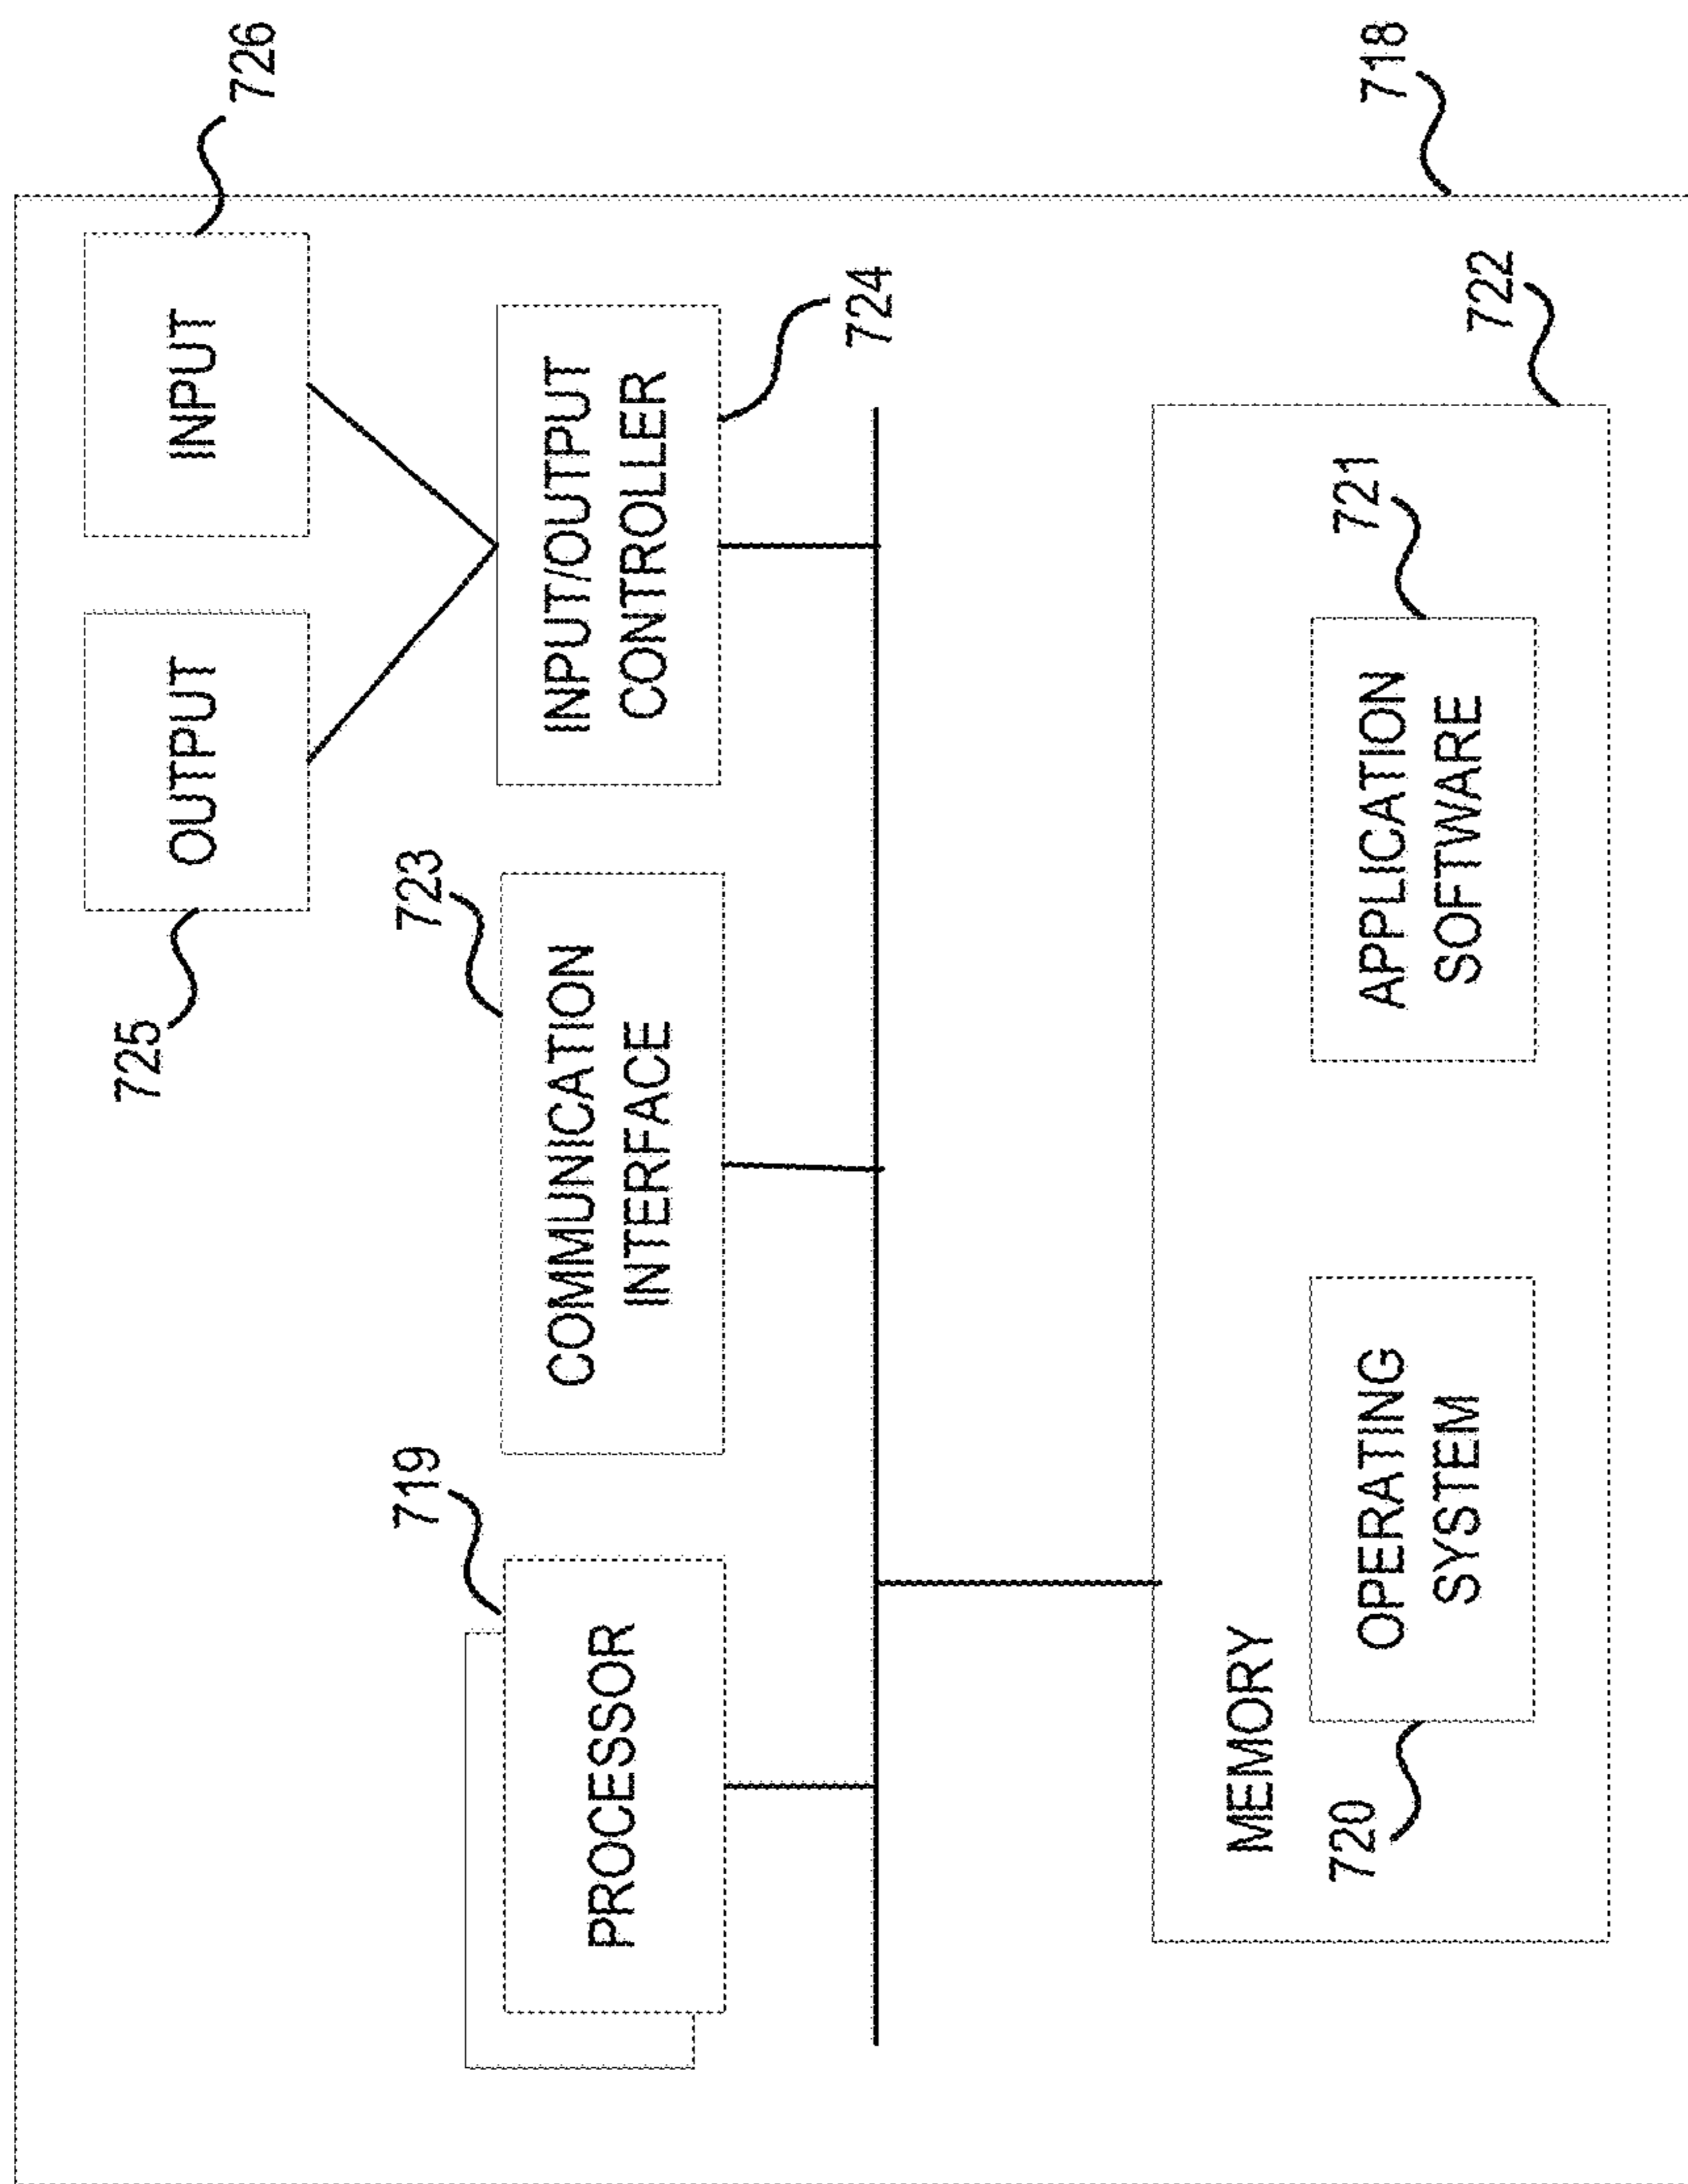 726
INPUT
OUTPUT
725
718
724
INPUT/OUTPUT
CONTROLLER
723
COMMUNICATION
INTERFACE
719
PROCESSOR
722
MEMORY
721
APPLICATION
SOFTWARE
OPERATING
SYSTEM
720